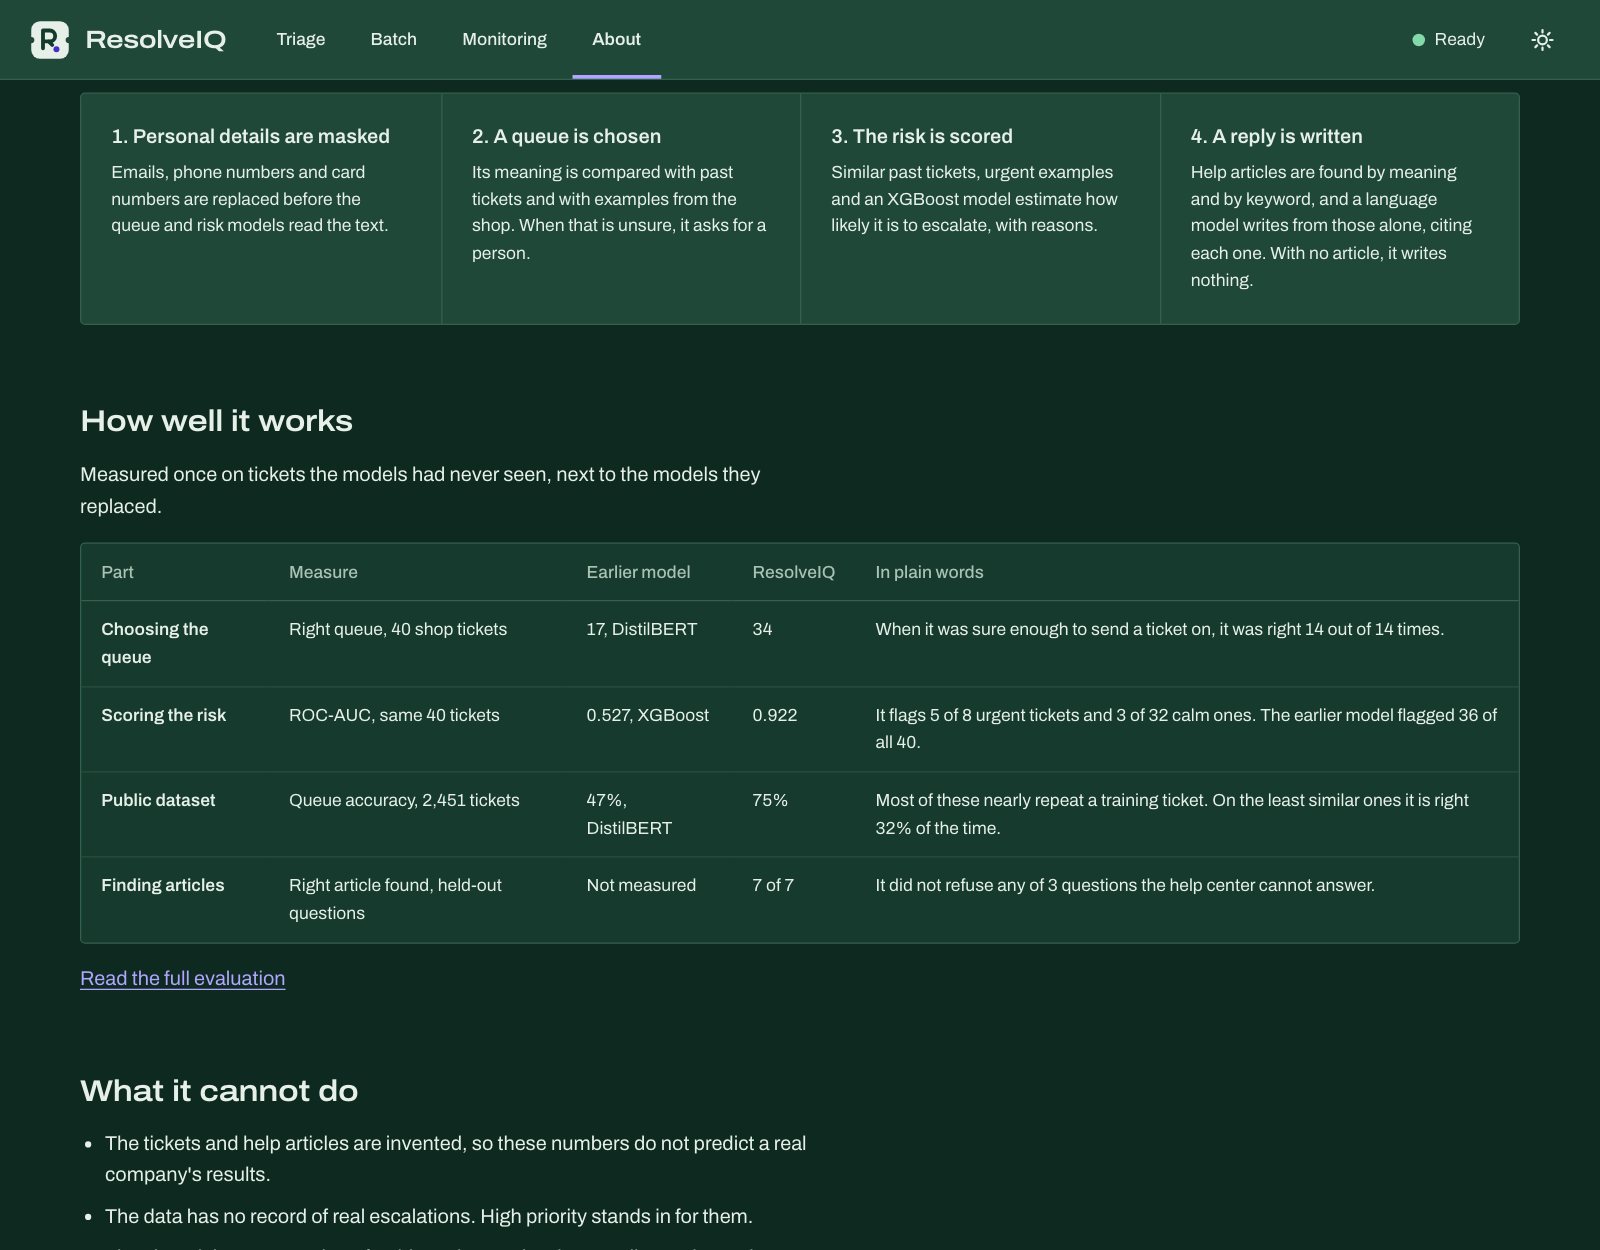 R.
ResolveIQ
Triage
Batch
Monitoring
About
Ready
1. Personal details are masked
Emails, phone numbers and card
numbers are replaced before the
queue and risk models read the text.
2. A queue is chosen
Its meaning is compared with past
tickets and with examples from the
shop. When that is unsure, it asks for a
person.
3. The risk is scored
Similar past tickets, urgent examples
and an XGBoost model estimate how
likely it is to escalate, with reasons.
4. A reply is written
Help articles are found by meaning
and by keyword, and a language
model writes from those alone, citing
each one. With no article, it writes
nothing.
How well it works
Measured once on tickets the models had never seen, next to the models they
replaced.
Part
Measure
Earlier model
ResolveIQ
In plain words
Choosing the
queue
Right queue, 40 shop tickets
17, DistilBERT
34
When it was sure enough to send a ticket on, it was right 14 out of 14 times.
Scoring the risk
ROC-AUC, same 40 tickets
0.527, XGBoost
0.922
It flags 5 of 8 urgent tickets and 3 of 32 calm ones. The earlier model flagged 36 of
all 40.
Public dataset
Queue accuracy, 2,451 tickets
47%,
DistilBERT
75%
Most of these nearly repeat a training ticket. On the least similar ones it is right
32% of the time.
Finding articles
Right article found, held-out
questions
Not measured
7 of 7
It did not refuse any of 3 questions the help center cannot answer.
Read the full evaluation
What it cannot do
The tickets and help articles are invented, so these numbers do not predict a real
company's results.
The data has no record of real escalations. High priority stands in for them.